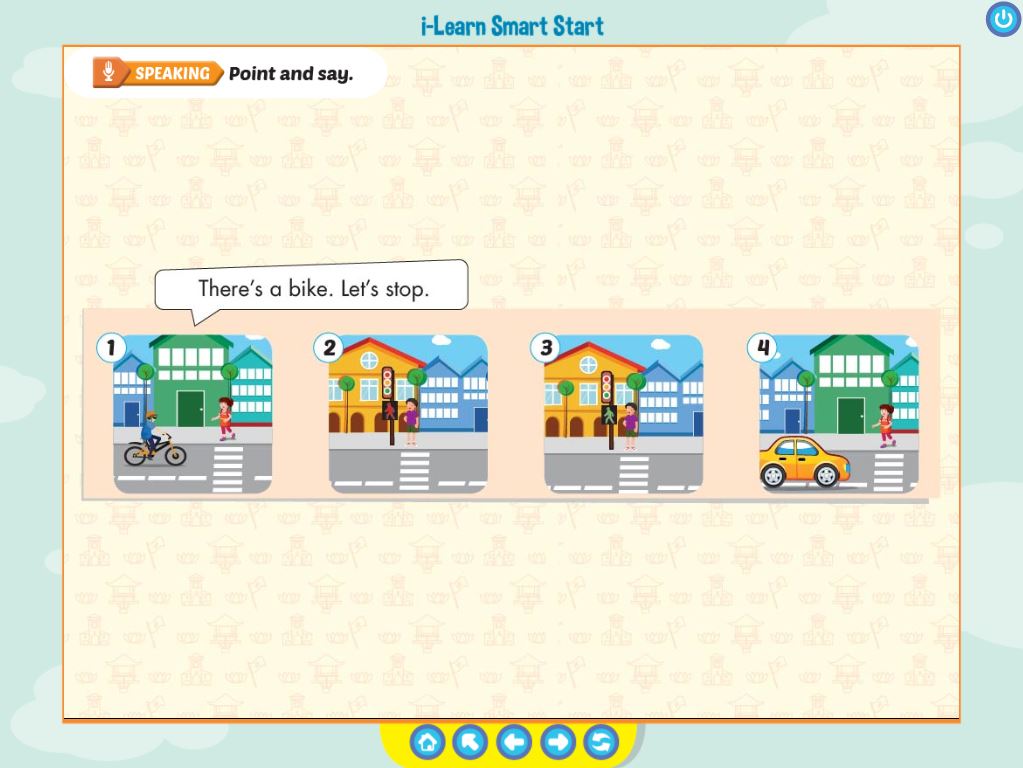 i-Learn Smart Start
SPEAKING Point and say.
There's a bike. Let's stop.
1 2 3 4